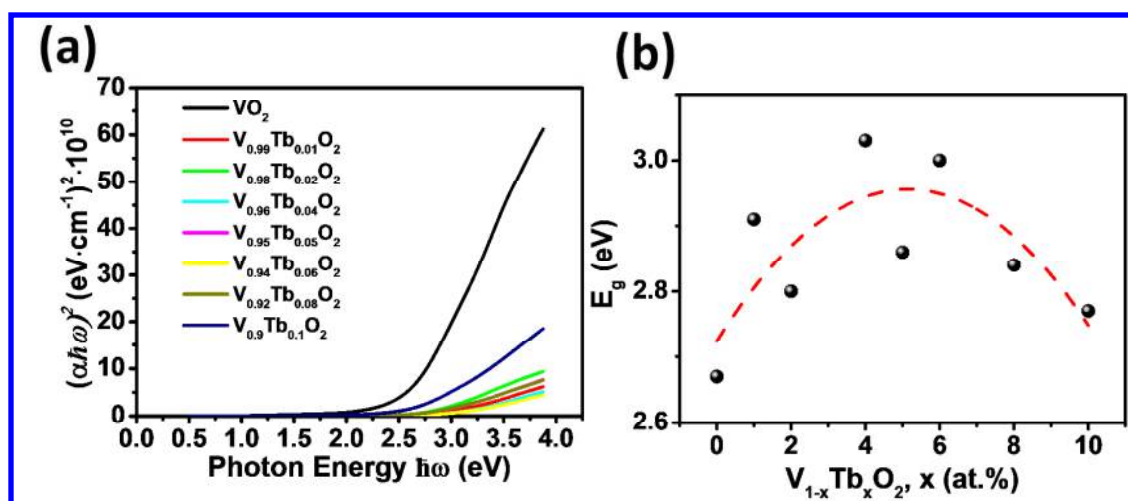 (a)
70
60
50
40
30
20
10
0
(αħω)² (eV·cm⁻¹)²·10¹⁰
VO₂
V₀.₉₉Tb₀.₀₁O₂
V₀.₉₈Tb₀.₀₂O₂
V₀.₉₆Tb₀.₀₄O₂
V₀.₉₅Tb₀.₀₅O₂
V₀.₉₄Tb₀.₀₆O₂
V₀.₉₂Tb₀.₀₈O₂
V₀.₉Tb₀.₁O₂
0.0 0.5 1.0 1.5 2.0 2.5 3.0 3.5 4.0
Photon Energy ħω (eV)
(b)
3.0
2.8
2.6
E_g (eV)
0 2 4 6 8 10
V₁₋ₓTbₓO₂, x (at.%)